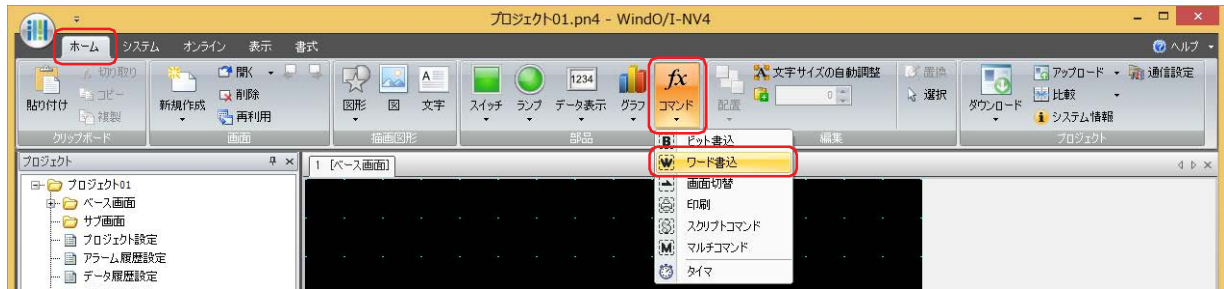 プロジェクト01.pn4 - WindO/I-NV4
ホーム システム オンライン 表示 書式 ヘルプ
貼り付け 切り取り コピー 複製
クリップボード
新規作成 開く 削除 再利用
画面
図形 図 文字
描画図形
スイッチ ランプ 1234 データ表示 グラフ fx コマンド
部品
配置 文字サイズの自動調整 0 置換 選択
編集
ダウンロード アップロード 比較 システム情報 通信設定
プロジェクト
プロジェクト
1 [ベース画面]
プロジェクト01
ベース画面
サブ画面
プロジェクト設定
アラーム履歴設定
データ履歴設定
B ビット書込
W ワード書込
画面切替
印刷
S スクリプトコマンド
M マルチコマンド
タイマ